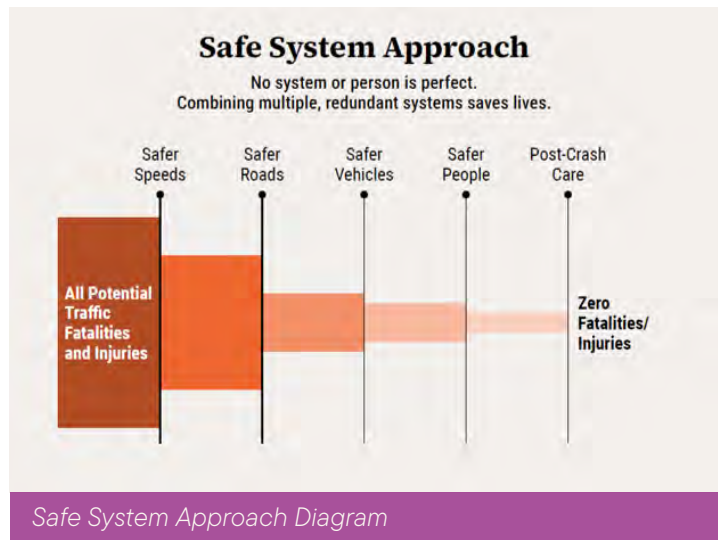 Safe System Approach
No system or person is perfect.
Combining multiple, redundant systems saves lives.
Safer
Speeds
Safer
Roads
Safer
Vehicles
Safer
People
Post-Crash
Care
All Potential
Traffic
Fatalities
and Injuries
Zero
Fatalities/
Injuries
Safe System Approach Diagram